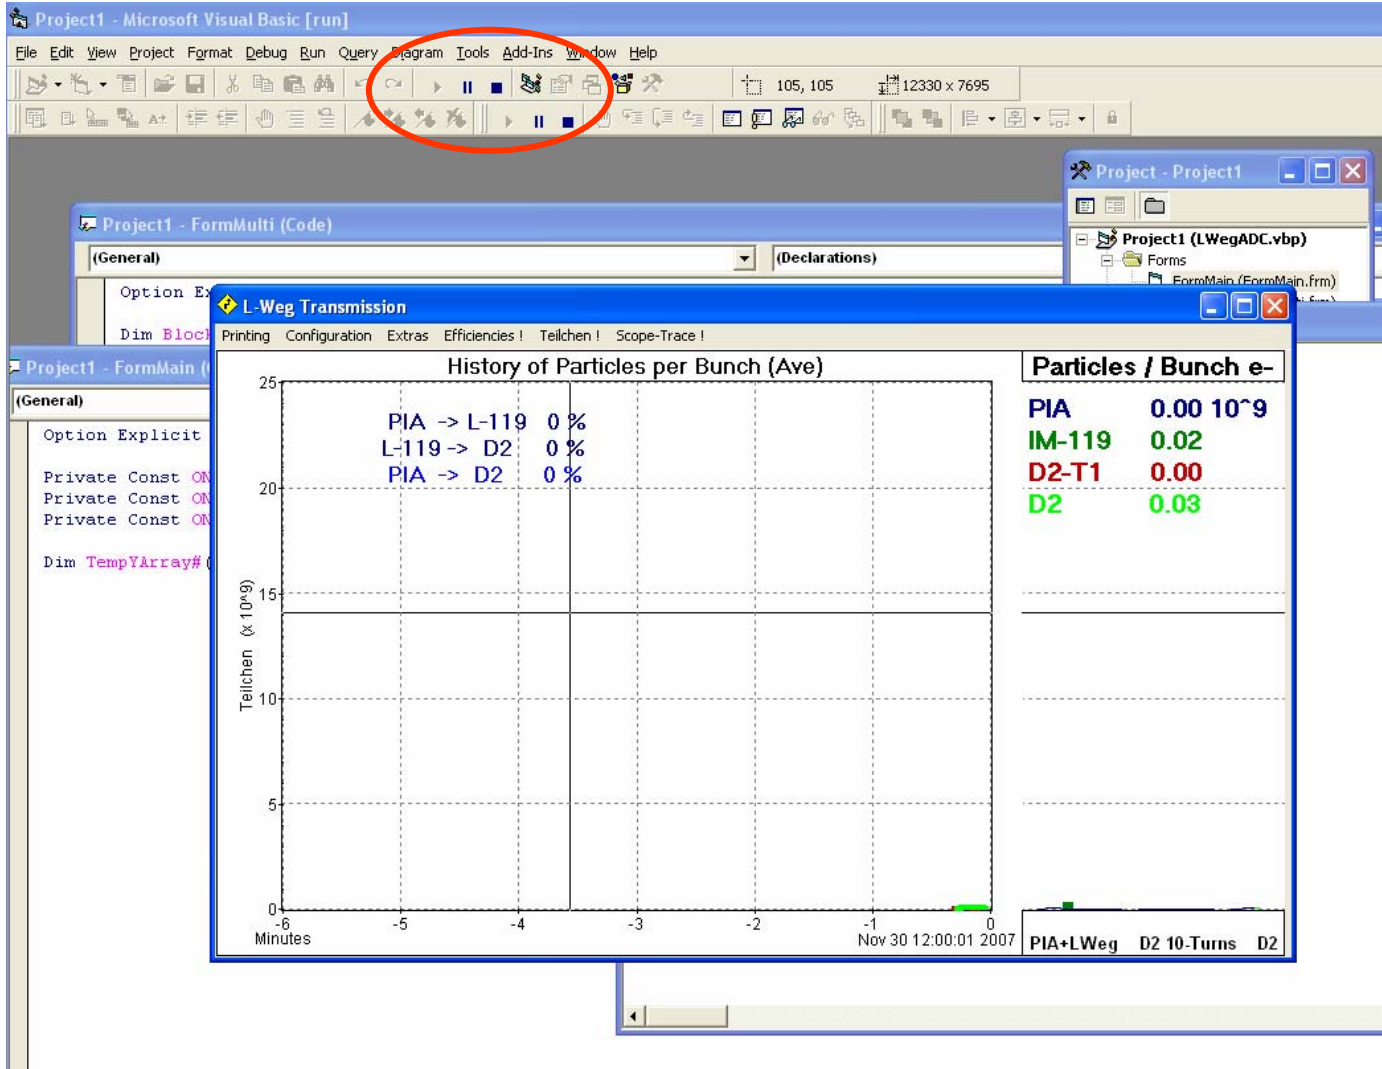 Project1 - Microsoft Visual Basic [run]
File Edit View Project Format Debug Run Query Diagram Tools Add-Ins Window Help
105, 105 12330 x 7695
Project - Project1
Project1 (LWegADC.vbp)
Forms
FormMain (FormMain.frm)
Project1 - FormMulti (Code)
(General) (Declarations)
Option
Dim Block
Project1 - FormMain
(General)
Option Explicit
Private Const ON
Private Const ON
Private Const ON
Dim TempYArray#(
L-Weg Transmission
Printing Configuration Extras Efficiencies ! Teilchen ! Scope-Trace !
History of Particles per Bunch (Ave)
PIA -> L-119 0 %
L-119 -> D2 0 %
PIA -> D2 0 %
Teilchen (x 10^9)
25
20
15
10
5
0
-6 -5 -4 -3 -2 -1 0
Minutes Nov 30 12:00:01 2007
Particles / Bunch e-
PIA 0.00 10^9
IM-119 0.02
D2-T1 0.00
D2 0.03
PIA+LWeg D2 10-Turns D2